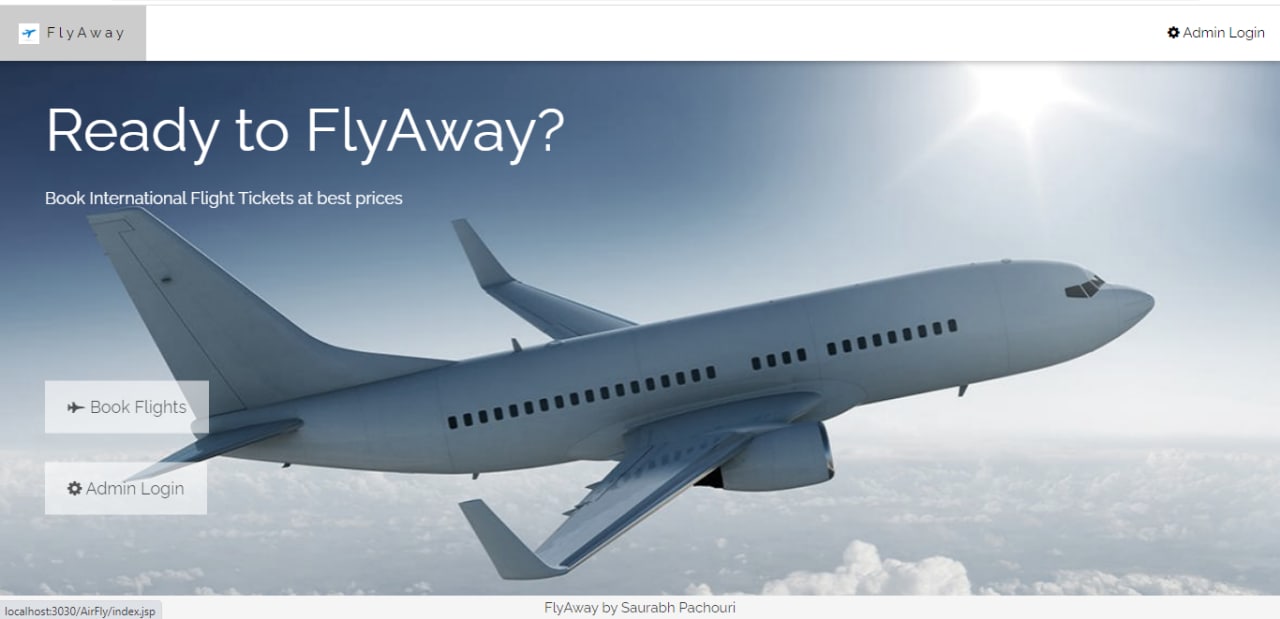 FlyAway
Admin Login
Ready to FlyAway?
Book International Flight Tickets at best prices
Book Flights
Admin Login
FlyAway by Saurabh Pachouri
localhost:3030/AirFly/index.jsp